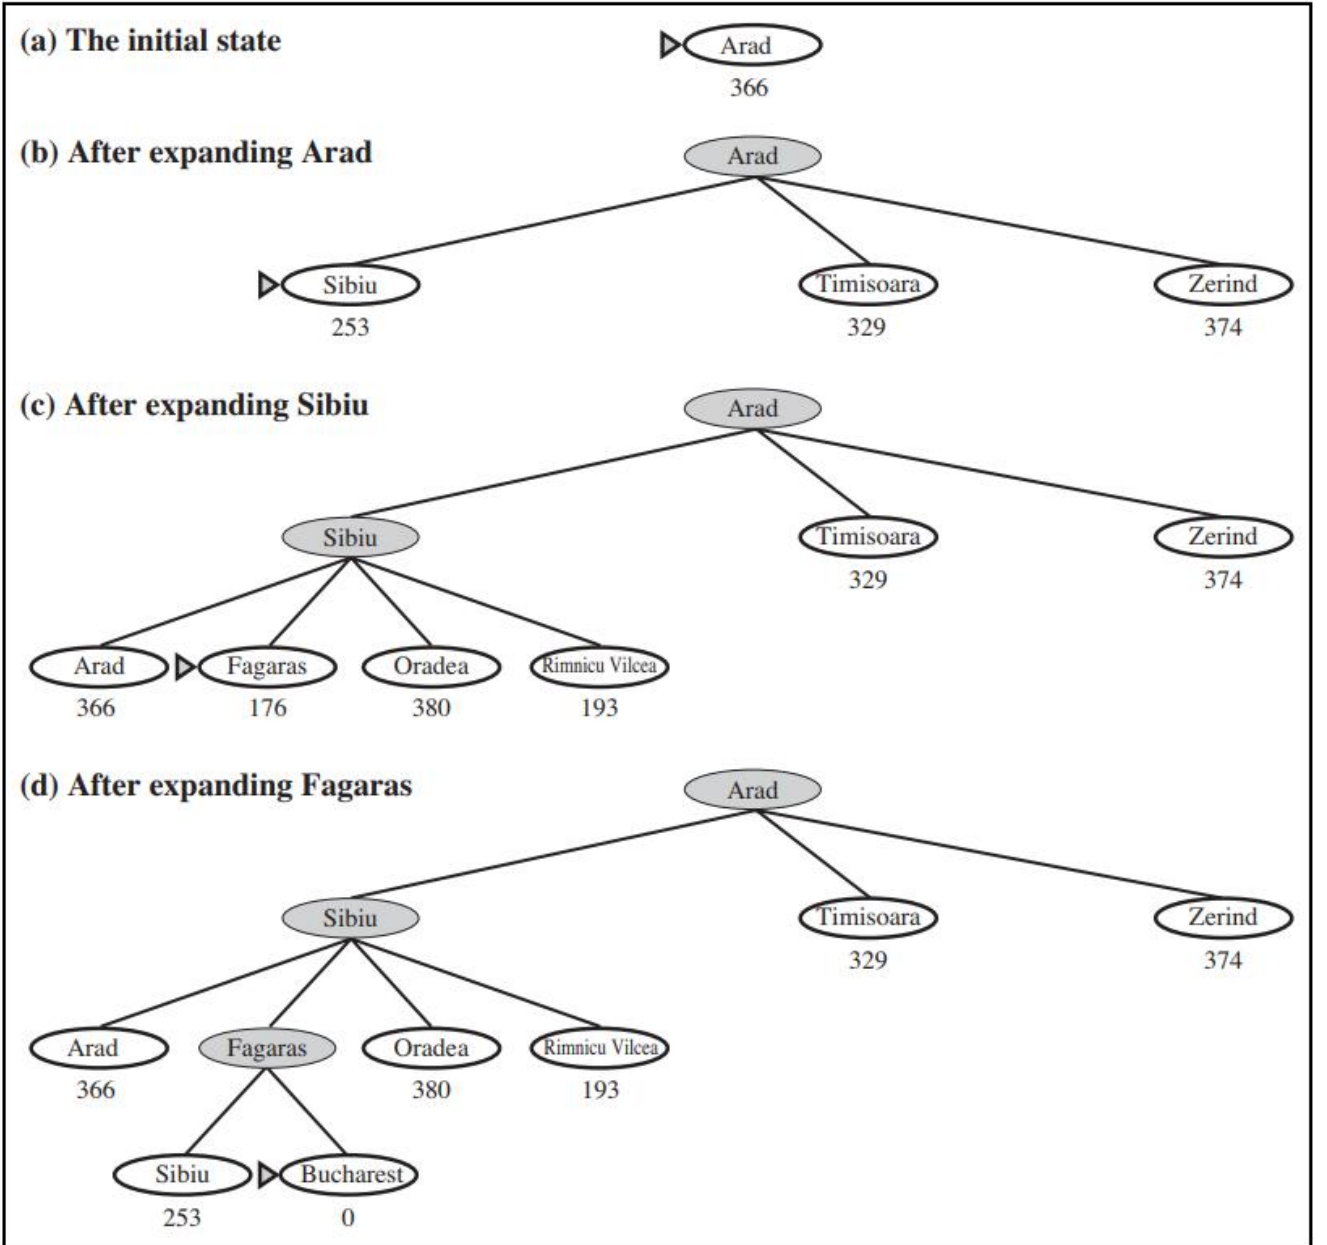 (a) The initial state
Arad
366
(b) After expanding Arad
Arad
Sibiu Timisoara Zerind
253 329 374
(c) After expanding Sibiu
Arad
Sibiu Timisoara Zerind
329 374
Arad Fagaras Oradea Rimnicu Vilcea
366 176 380 193
(d) After expanding Fagaras
Arad
Sibiu Timisoara Zerind
329 374
Arad Fagaras Oradea Rimnicu Vilcea
366 380 193
Sibiu Bucharest
253 0